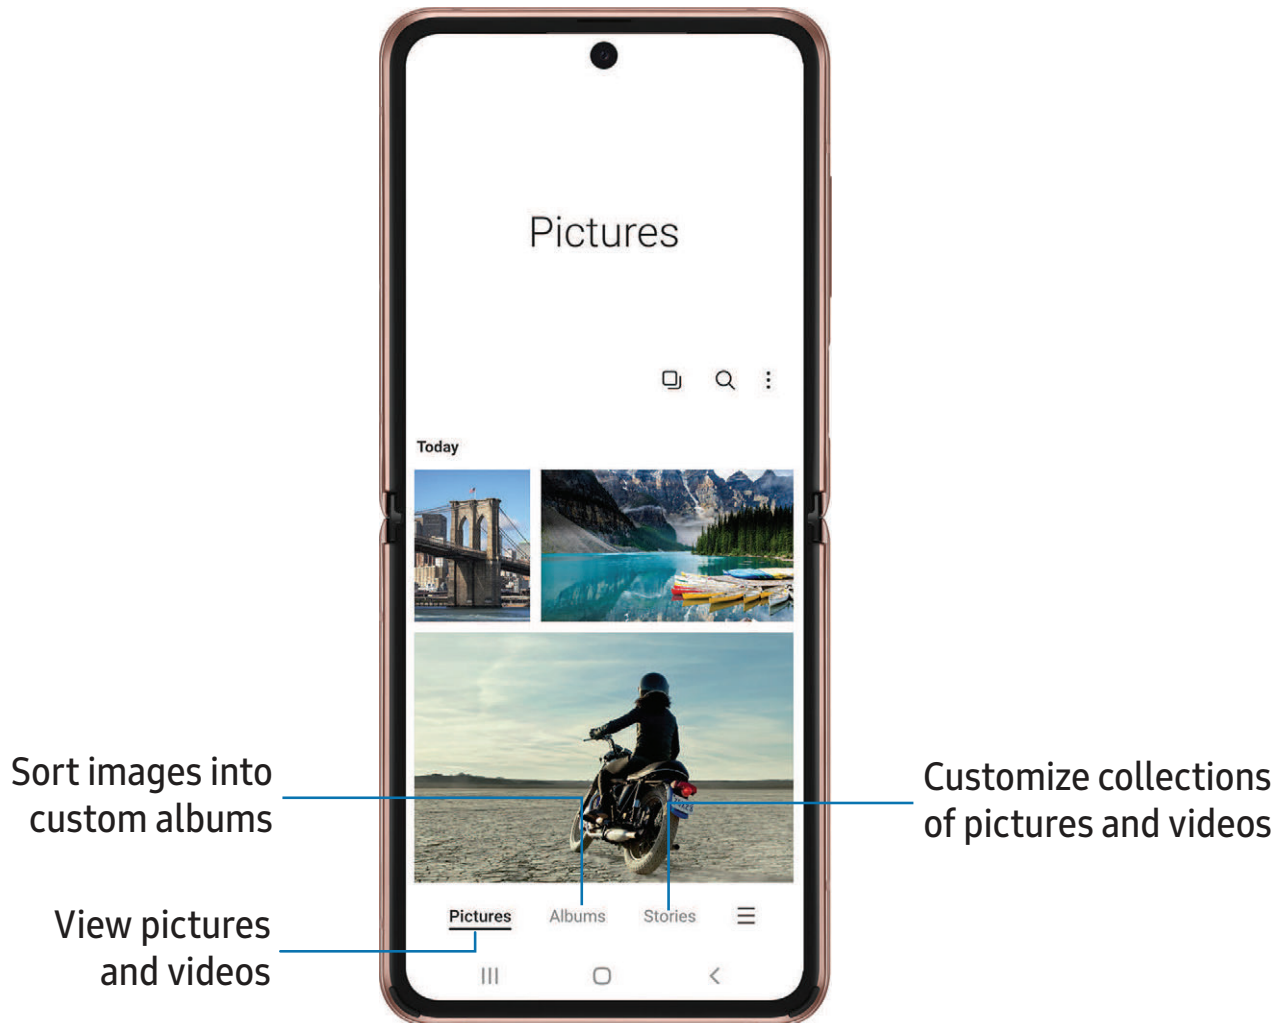 Pictures
Today
Sort images into
custom albums
Customize collections
of pictures and videos
Pictures
Albums
Stories
View pictures
and videos